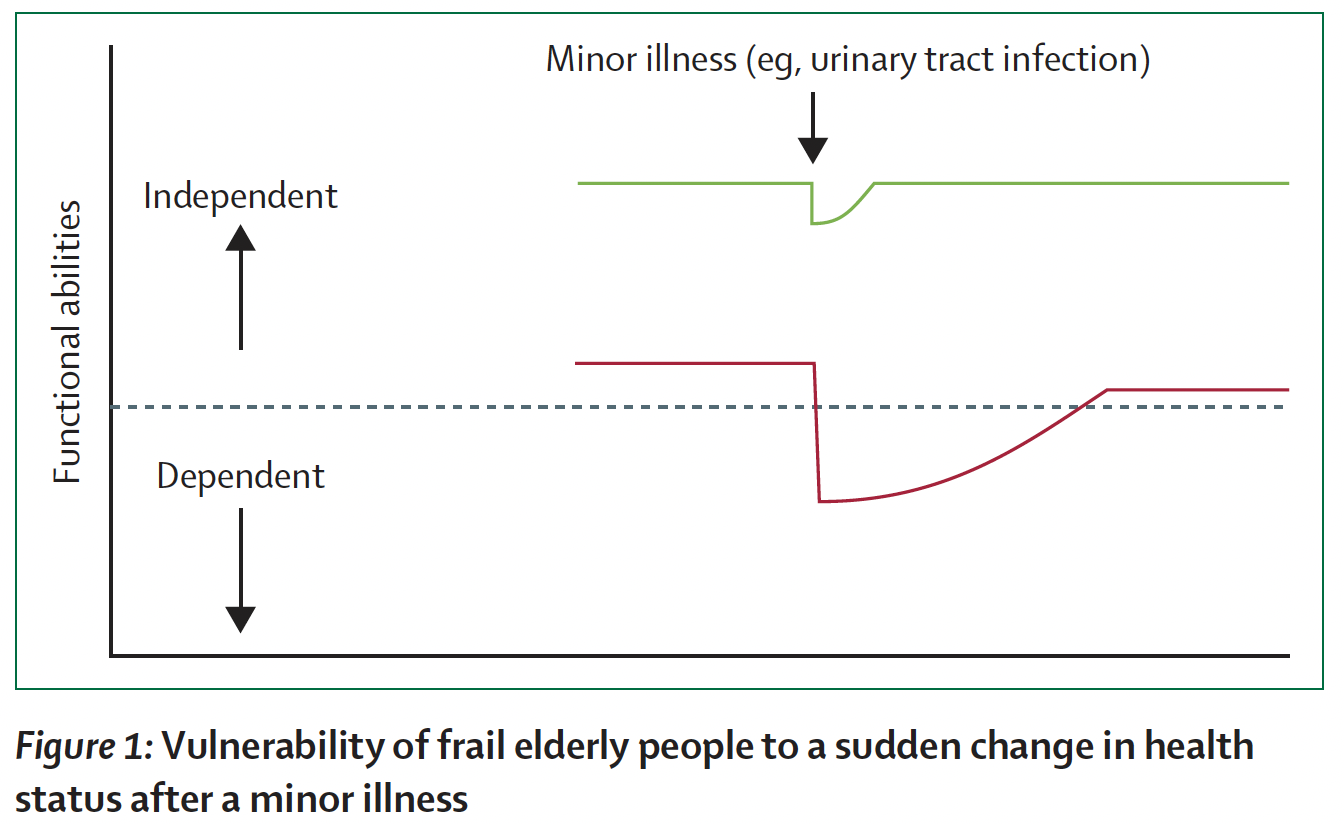 Minor illness (eg, urinary tract infection)
Independent
Functional abilities
Dependent
Figure 1: Vulnerability of frail elderly people to a sudden change in health
status after a minor illness